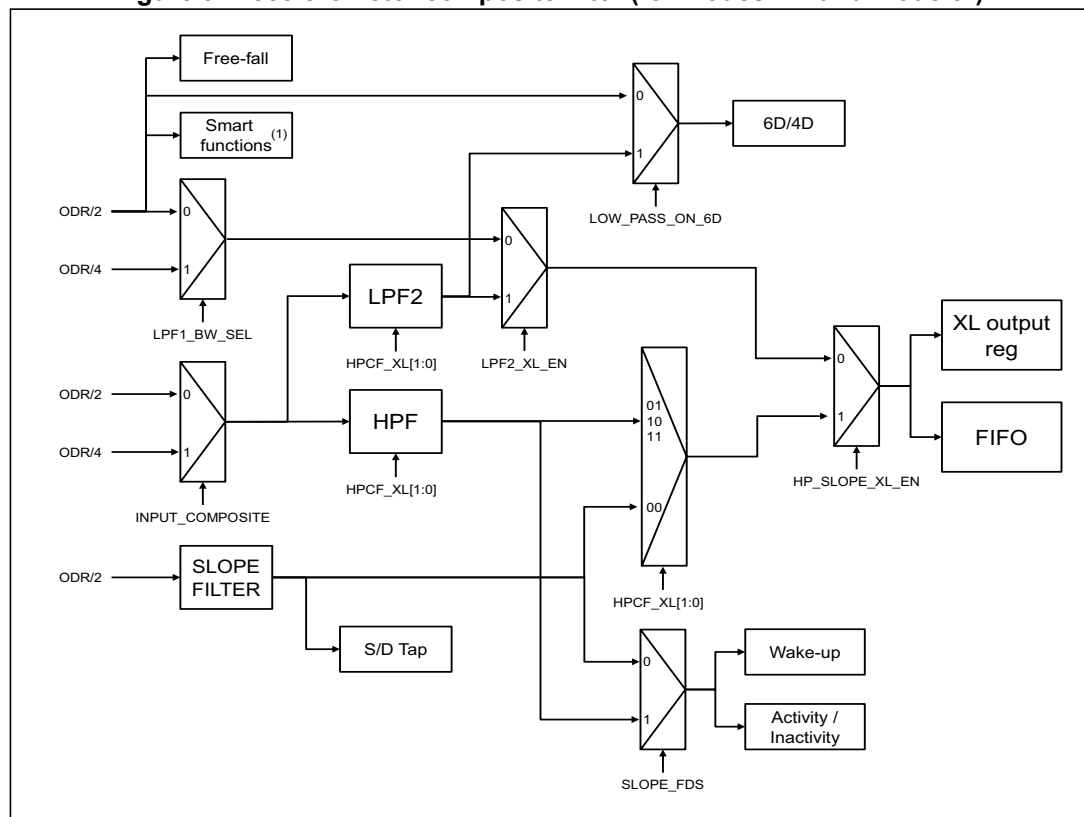 Free-fall
Smart
functions (1)
0
1
6D/4D
LOW_PASS_ON_6D
ODR/2
ODR/4
0
1
LPF1_BW_SEL
LPF2
HPCF_XL[1:0]
0
1
LPF2_XL_EN
ODR/2
ODR/4
0
1
INPUT_COMPOSITE
HPF
HPCF_XL[1:0]
01
10
11
00
HPCF_XL[1:0]
0
1
HP_SLOPE_XL_EN
XL output
reg
FIFO
ODR/2
SLOPE
FILTER
S/D Tap
0
1
SLOPE_FDS
Wake-up
Activity /
Inactivity